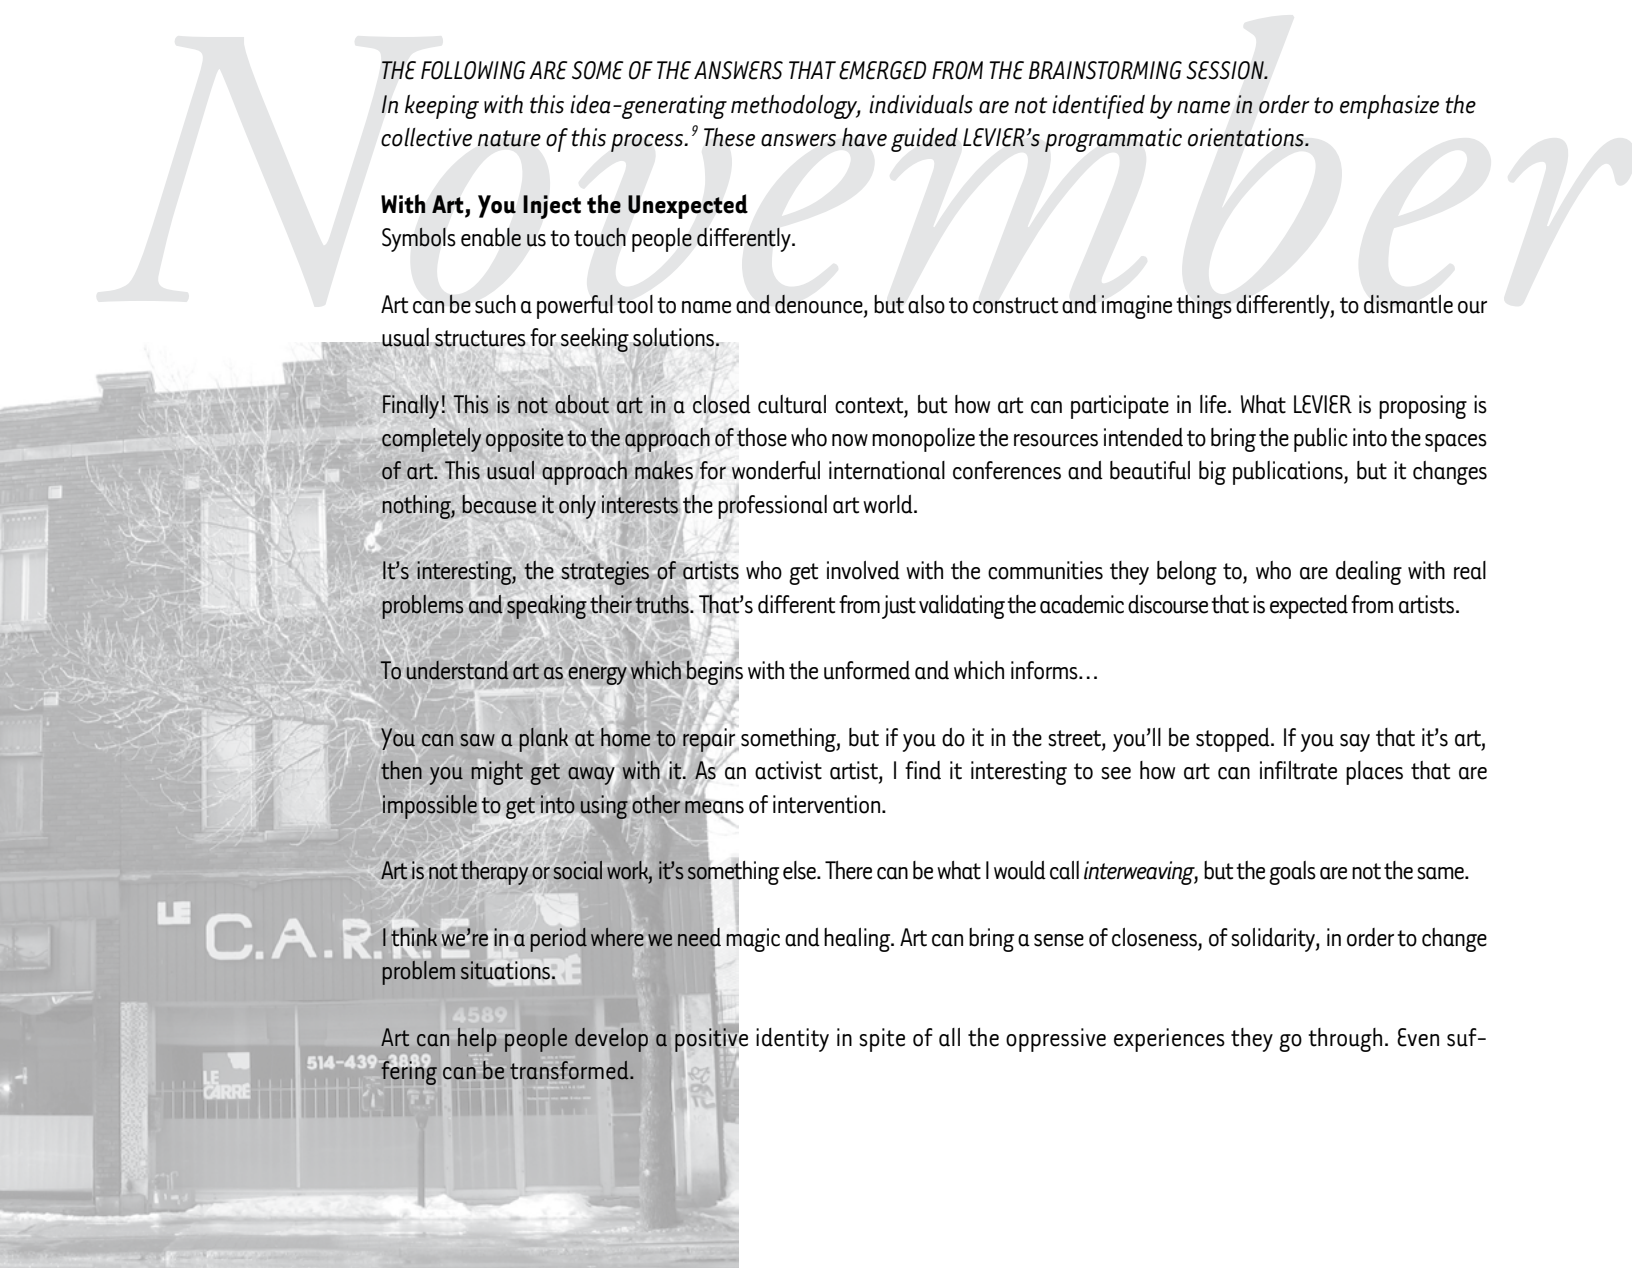 November
THE FOLLOWING ARE SOME OF THE ANSWERS THAT EMERGED FROM THE BRAINSTORMING SESSION.
In keeping with this idea-generating methodology, individuals are not identified by name in order to emphasize the
collective nature of this process.⁹ These answers have guided LEVIER's programmatic orientations.
With Art, You Inject the Unexpected
Symbols enable us to touch people differently.
Art can be such a powerful tool to name and denounce, but also to construct and imagine things differently, to dismantle our
usual structures for seeking solutions.
Finally! This is not about art in a closed cultural context, but how art can participate in life. What LEVIER is proposing is
completely opposite to the approach of those who now monopolize the resources intended to bring the public into the spaces
of art. This usual approach makes for wonderful international conferences and beautiful big publications, but it changes
nothing, because it only interests the professional art world.
It's interesting, the strategies of artists who get involved with the communities they belong to, who are dealing with real
problems and speaking their truths. That's different from just validating the academic discourse that is expected from artists.
To understand art as energy which begins with the unformed and which informs...
You can saw a plank at home to repair something, but if you do it in the street, you'll be stopped. If you say that it's art,
then you might get away with it. As an activist artist, I find it interesting to see how art can infiltrate places that are
impossible to get into using other means of intervention.
Art is not therapy or social work, it's something else. There can be what I would call interweaving, but the goals are not the same.
I think we're in a period where we need magic and healing. Art can bring a sense of closeness, of solidarity, in order to change
problem situations.
Art can help people develop a positive identity in spite of all the oppressive experiences they go through. Even suf-
fering can be transformed.
LE C.A.R.R.E
LE
CARRÉ
4589
514-439-3889
LE
CARRÉ